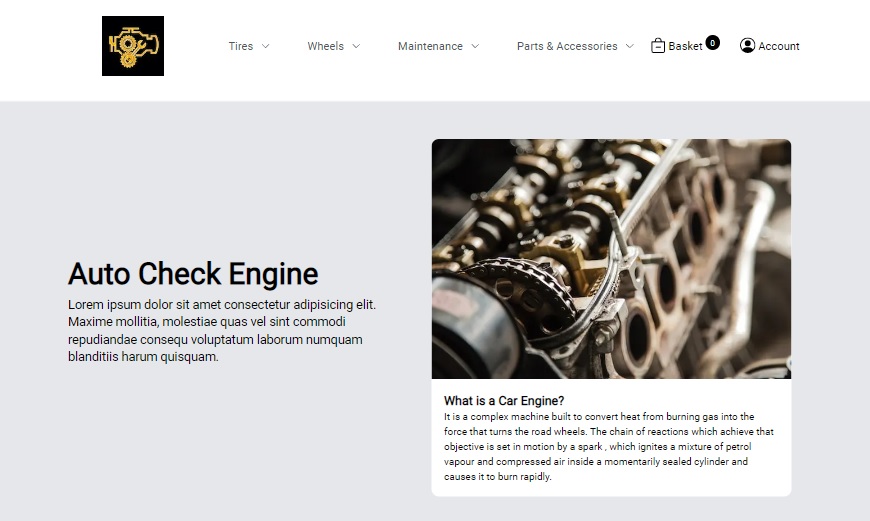 Tires
Wheels
Maintenance
Parts & Accessories
Basket 0
Account
Auto Check Engine
Lorem ipsum dolor sit amet consectetur adipisicing elit.
Maxime mollitia, molestiae quas vel sint commodi
repudiandae consequ voluptatum laborum numquam
blanditiis harum quisquam.
What is a Car Engine?
It is a complex machine built to convert heat from burning gas into the
force that turns the road wheels. The chain of reactions which achieve that
objective is set in motion by a spark , which ignites a mixture of petrol
vapour and compressed air inside a momentarily sealed cylinder and
causes it to burn rapidly.